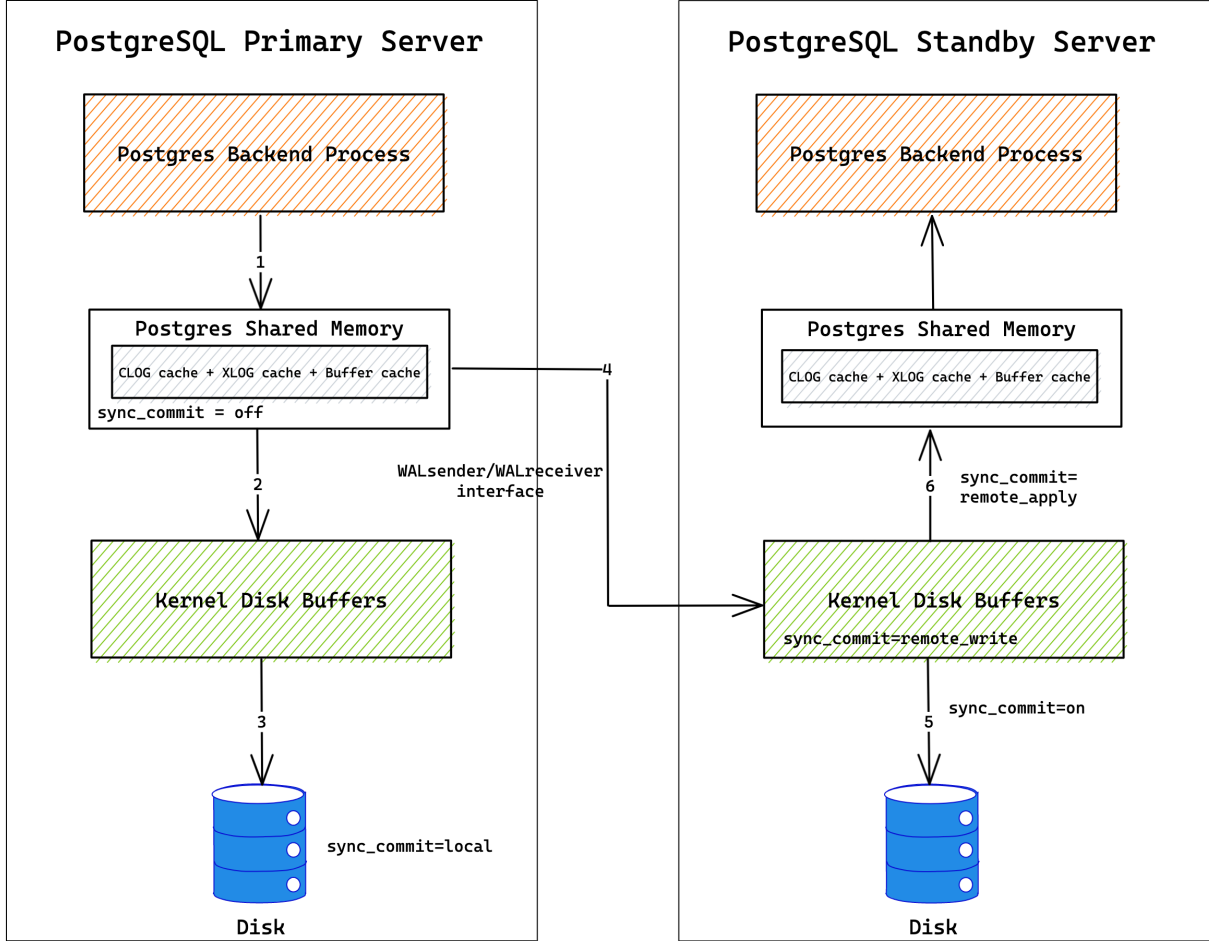 PostgreSQL Primary Server
Postgres Backend Process
1
Postgres Shared Memory
CLOG cache + XLOG cache + Buffer cache
sync_commit = off
2
Kernel Disk Buffers
3
sync_commit=local
Disk
4
WALsender/WALreceiver
interface
PostgreSQL Standby Server
Postgres Backend Process
Postgres Shared Memory
CLOG cache + XLOG cache + Buffer cache
6
sync_commit=
remote_apply
Kernel Disk Buffers
sync_commit=remote_write
5
sync_commit=on
Disk